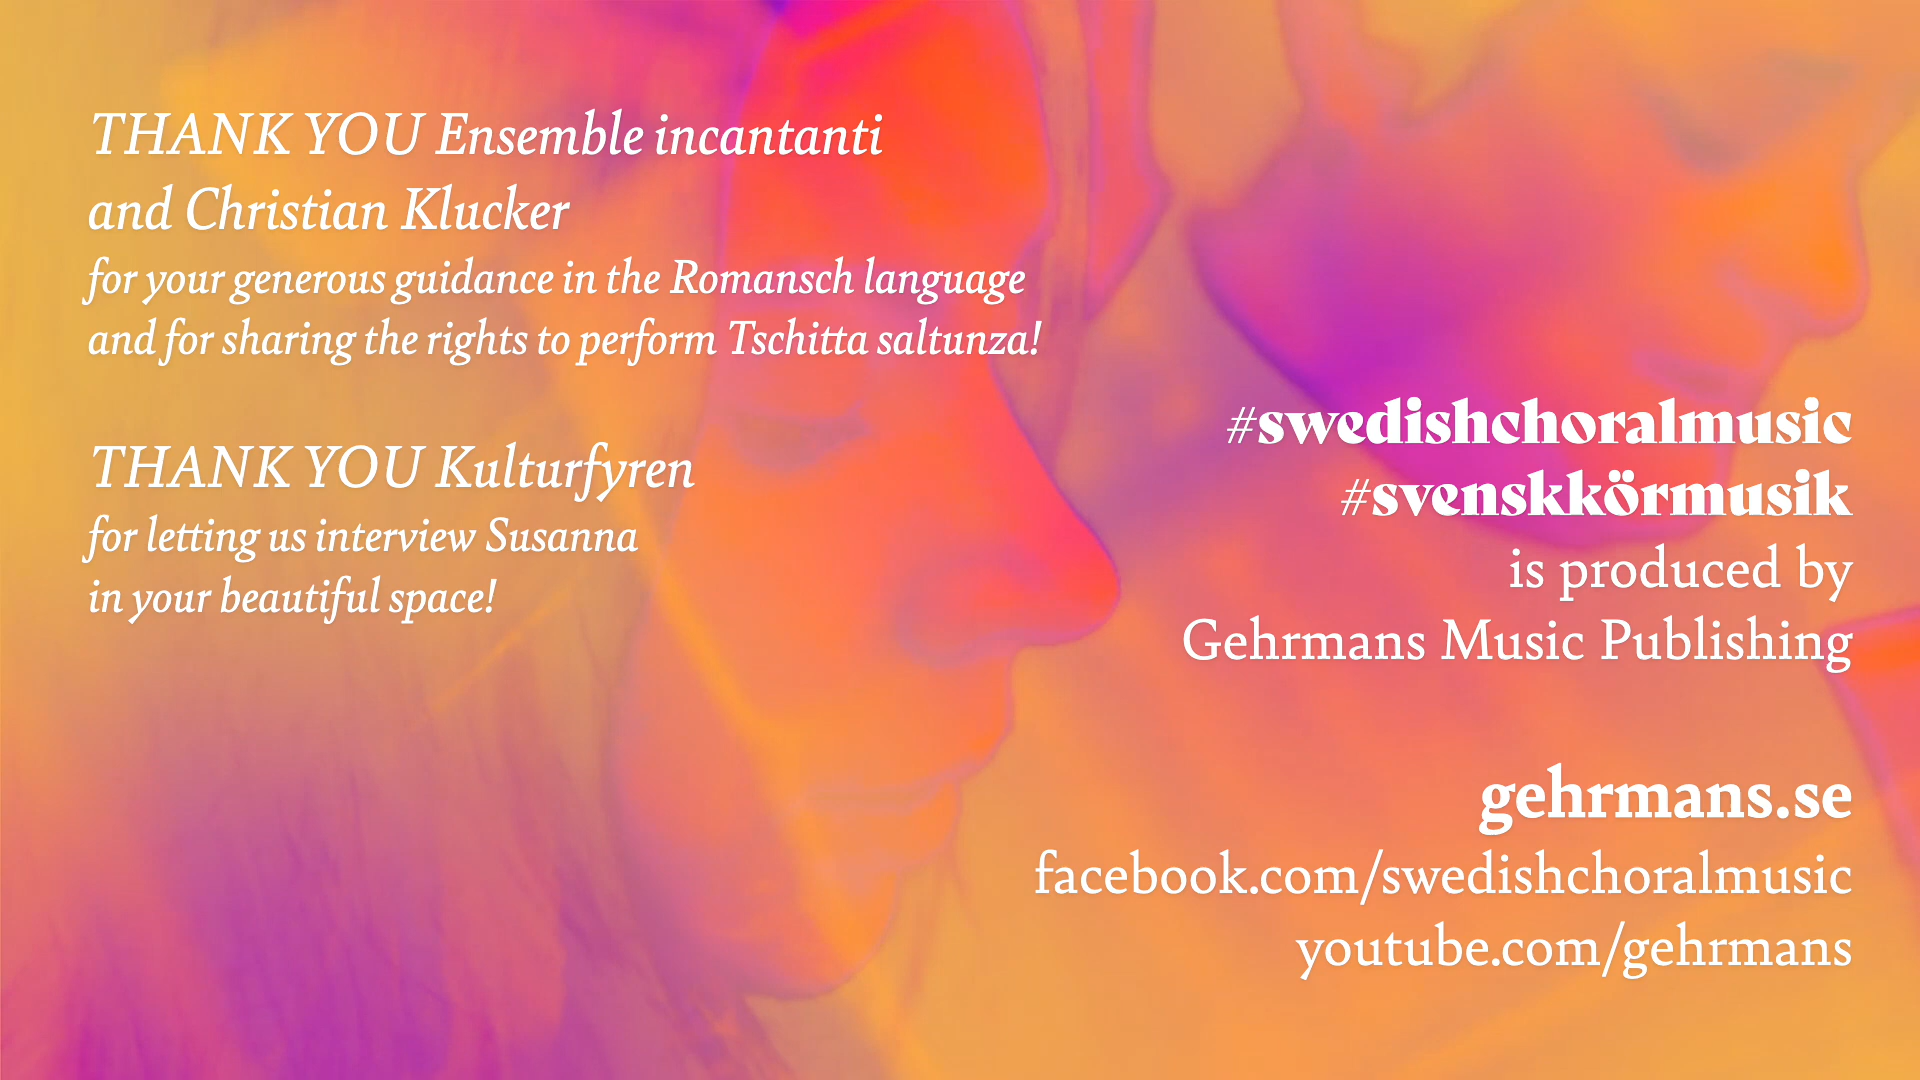 THANK YOU Ensemble incantanti
and Christian Klucker
for your generous guidance in the Romansch language
and for sharing the rights to perform Tschitta saltunza!
THANK YOU Kulturfyren
for letting us interview Susanna
in your beautiful space!
#swedishchoralmusic
#svenskkörmusik
is produced by
Gehrmans Music Publishing
gehrmans.se
facebook.com/swedishchoralmusic
youtube.com/gehrmans